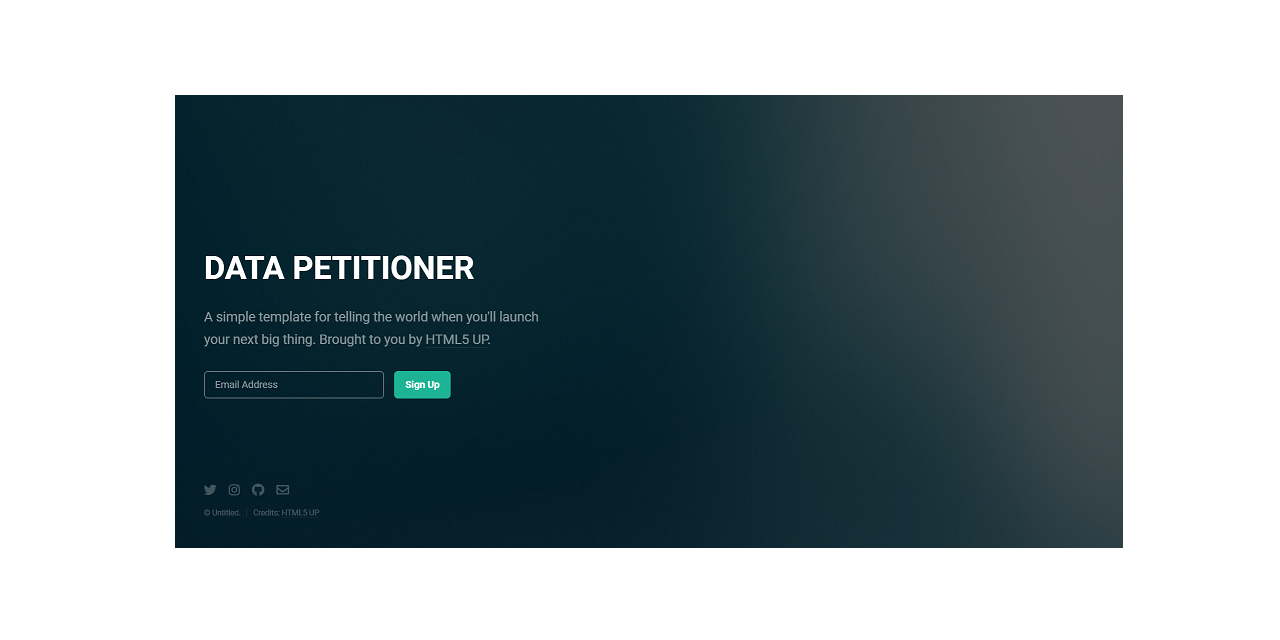 DATA PETITIONER
A simple template for telling the world when you'll launch
your next big thing. Brought to you by HTML5 UP.
Email Address
Sign Up
© Untitled.
Credits: HTML5 UP